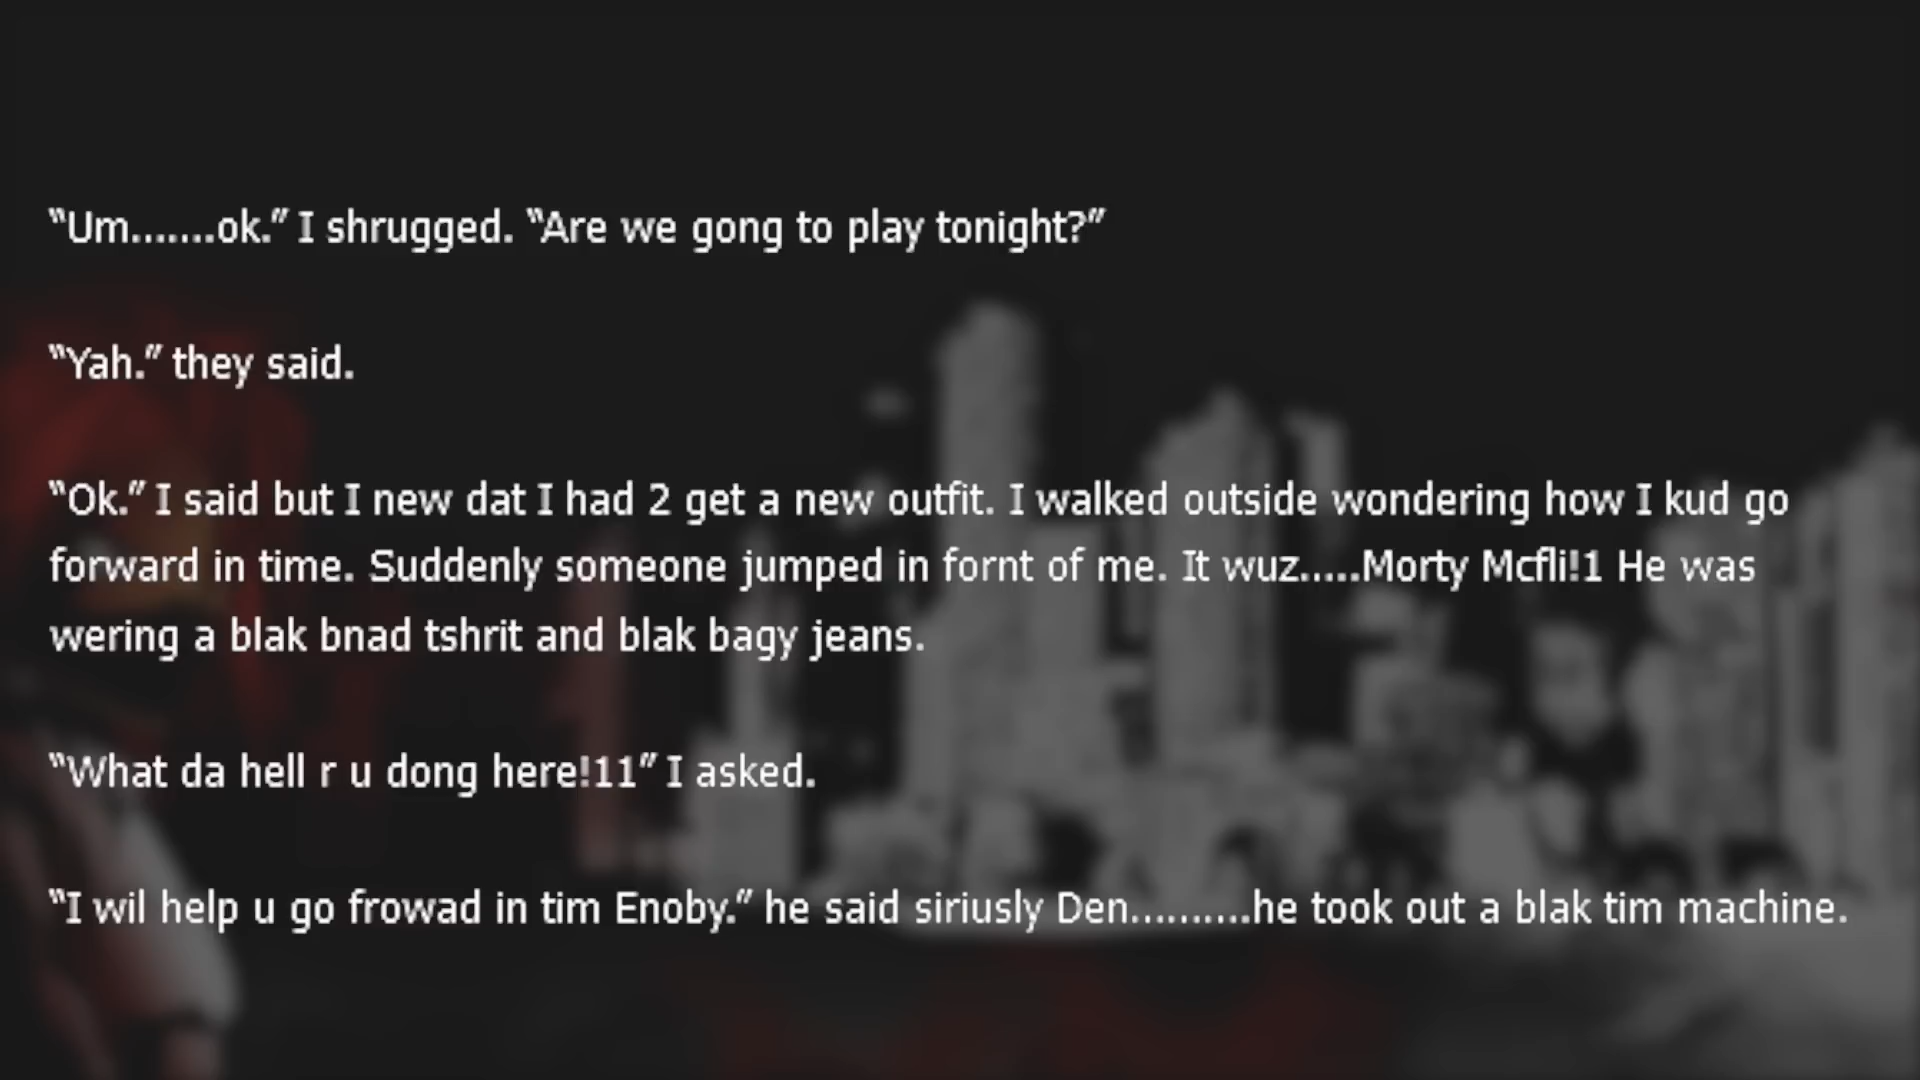 “Um.......ok.” I shrugged. “Are we gong to play tonight?”
“Yah.” they said.
“Ok.” I said but I new dat I had 2 get a new outfit. I walked outside wondering how I kud go
forward in time. Suddenly someone jumped in fornt of me. It wuz.....Morty Mcfli!1 He was
wering a blak bnad tshrit and blak bagy jeans.
“What da hell r u dong here!11” I asked.
“I wil help u go frowad in tim Enoby.” he said siriusly Den..........he took out a blak tim machine.